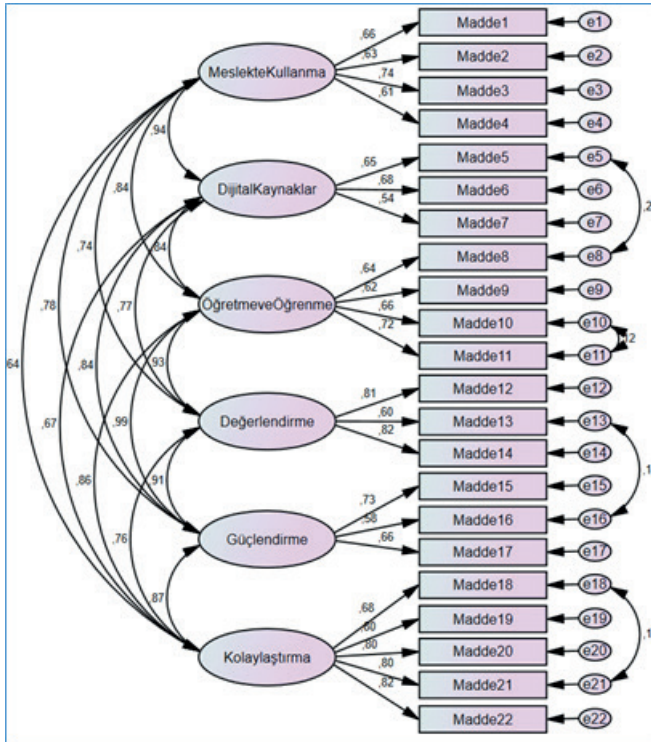 ,66
Madde1
e1
,63
Madde2
e2
MeslekteKullanma
,74
Madde3
e3
,61
Madde4
e4
,94
,65
Madde5
e5
DijitalKaynaklar
,68
Madde6
e6
,54
Madde7
e7
,2
,84
,84
,64
Madde8
e8
,74
,62
Madde9
e9
ÖğretmeveÖğrenme
,66
Madde10
e10
,78
,77
,72
Madde11
e11
,12
,93
,84
,81
Madde12
e12
64
,67
,99
Değerlendirme
,60
Madde13
e13
,82
Madde14
e14
,1
,86
,91
,73
Madde15
e15
,76
Güçlendirme
,58
Madde16
e16
,66
Madde17
e17
,87
,68
Madde18
e18
Madde19
e19
,1
Kolaylaştırma
,80
Madde20
e20
,80
Madde21
e21
,82
Madde22
e22